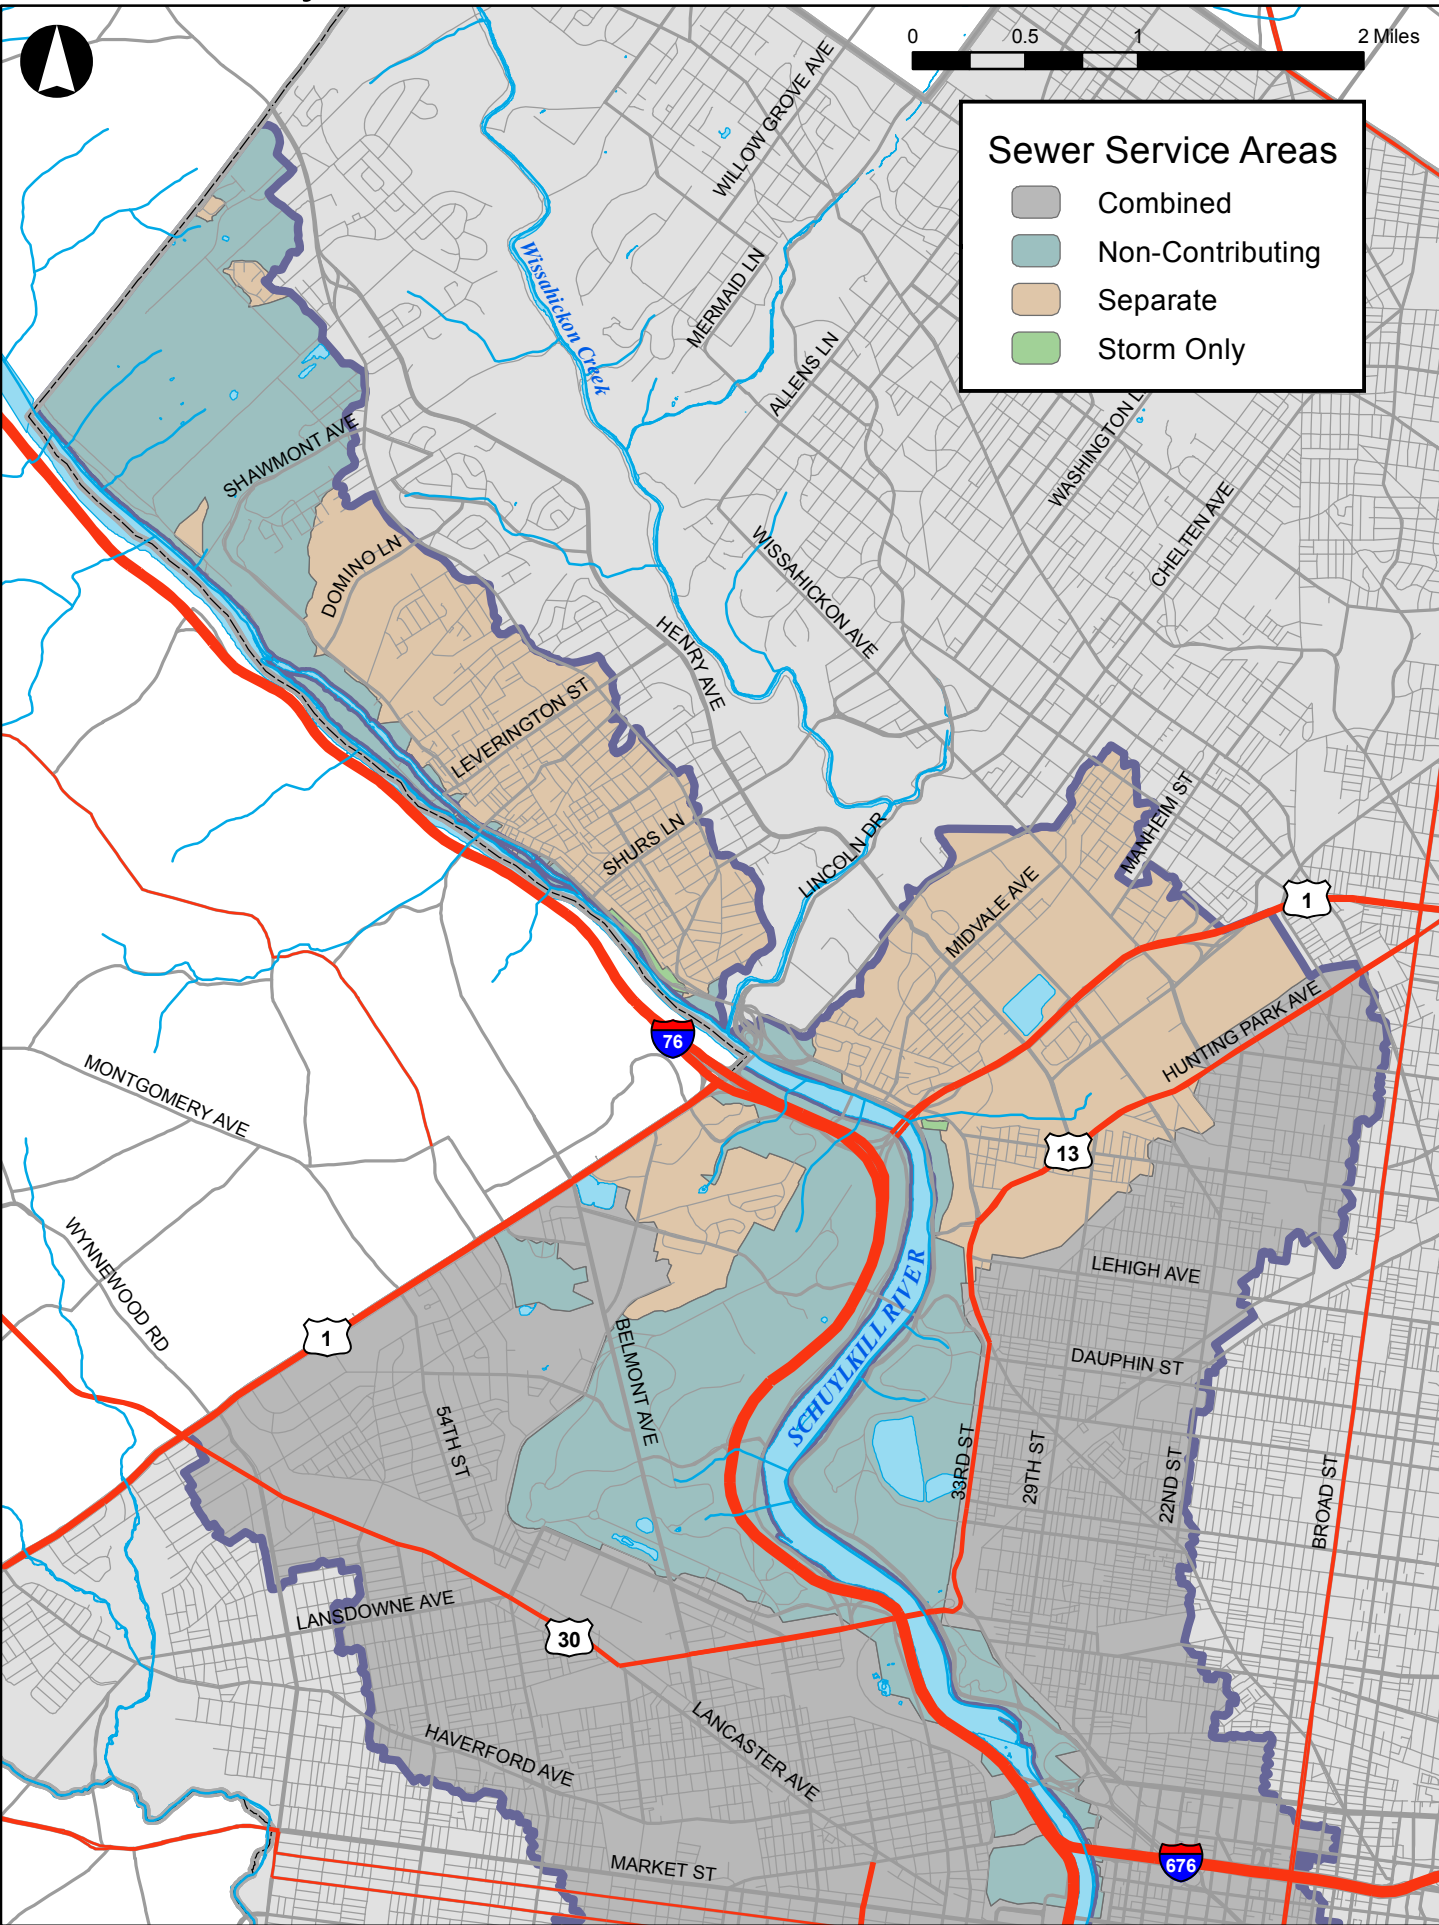 0 0.5 1 2 Miles
Sewer Service Areas
Combined
Non-Contributing
Separate
Storm Only
WILLOW GROVE AVE
Wissahickon Creek
MERMAID LN
ALLENS LN
WASHINGTON L
SHAWMONT AVE
CHELTEN AVE
DOMINO LN
WISSAHICKON AVE
HENRY AVE
LEVERINGTON ST
MANHEIM ST
SHURS LN
LINCOLN DR
MIDVALE AVE
1
76
HUNTING PARK AVE
MONTGOMERY AVE
13
WYNNEWOOD RD
LEHIGH AVE
SCHUYLKILL RIVER
1
BELMONT AVE
DAUPHIN ST
54TH ST
33RD ST
29TH ST
22ND ST
BROAD ST
LANSDOWNE AVE
30
LANCASTER AVE
HAVERFORD AVE
MARKET ST
676